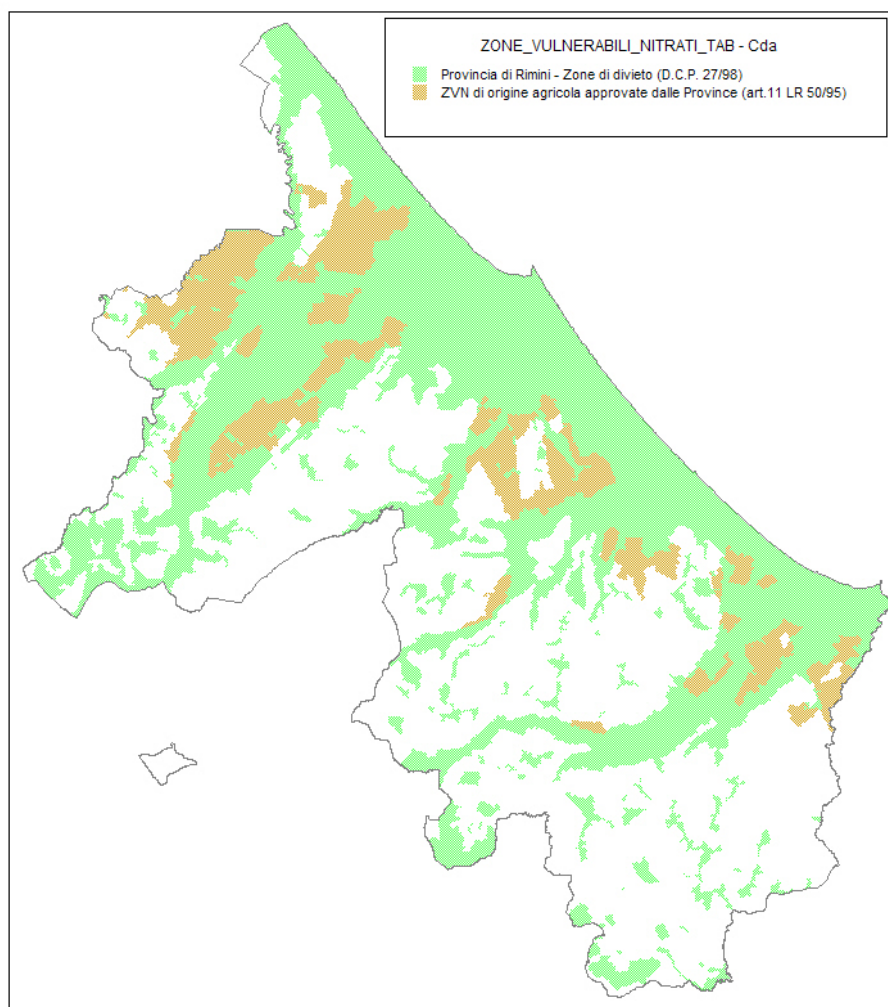 ZONE_VULNERABILI_NITRATI_TAB - Cda
Provincia di Rimini - Zone di divieto (D.C.P. 27/98)
ZVN di origine agricola approvate dalle Province (art.11 LR 50/95)